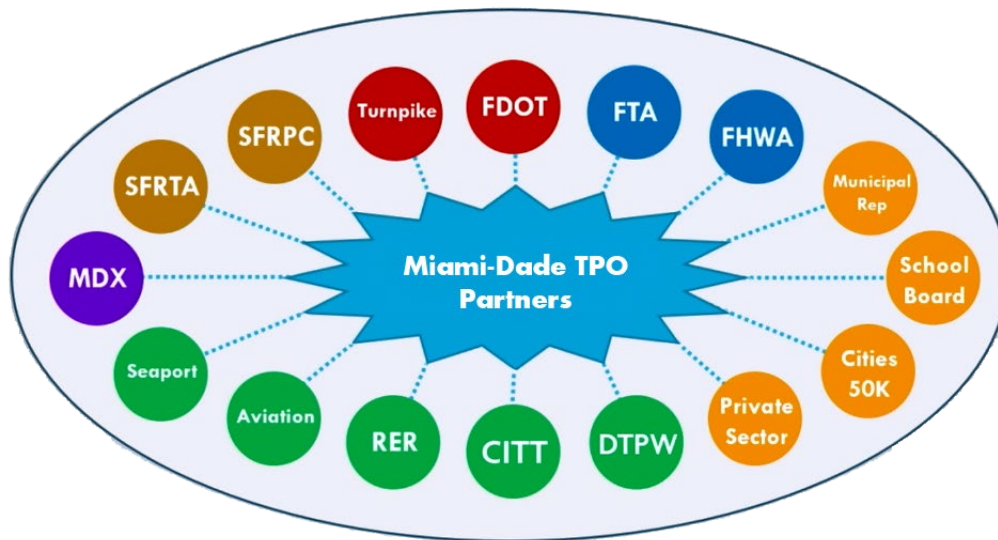 Turnpike
FDOT
FTA
FHWA
SFRPC
Municipal
Rep
SFRTA
School
Board
MDX
Miami-Dade TPO
Partners
Cities
50K
Seaport
Private
Sector
Aviation
RER
CITT
DTPW